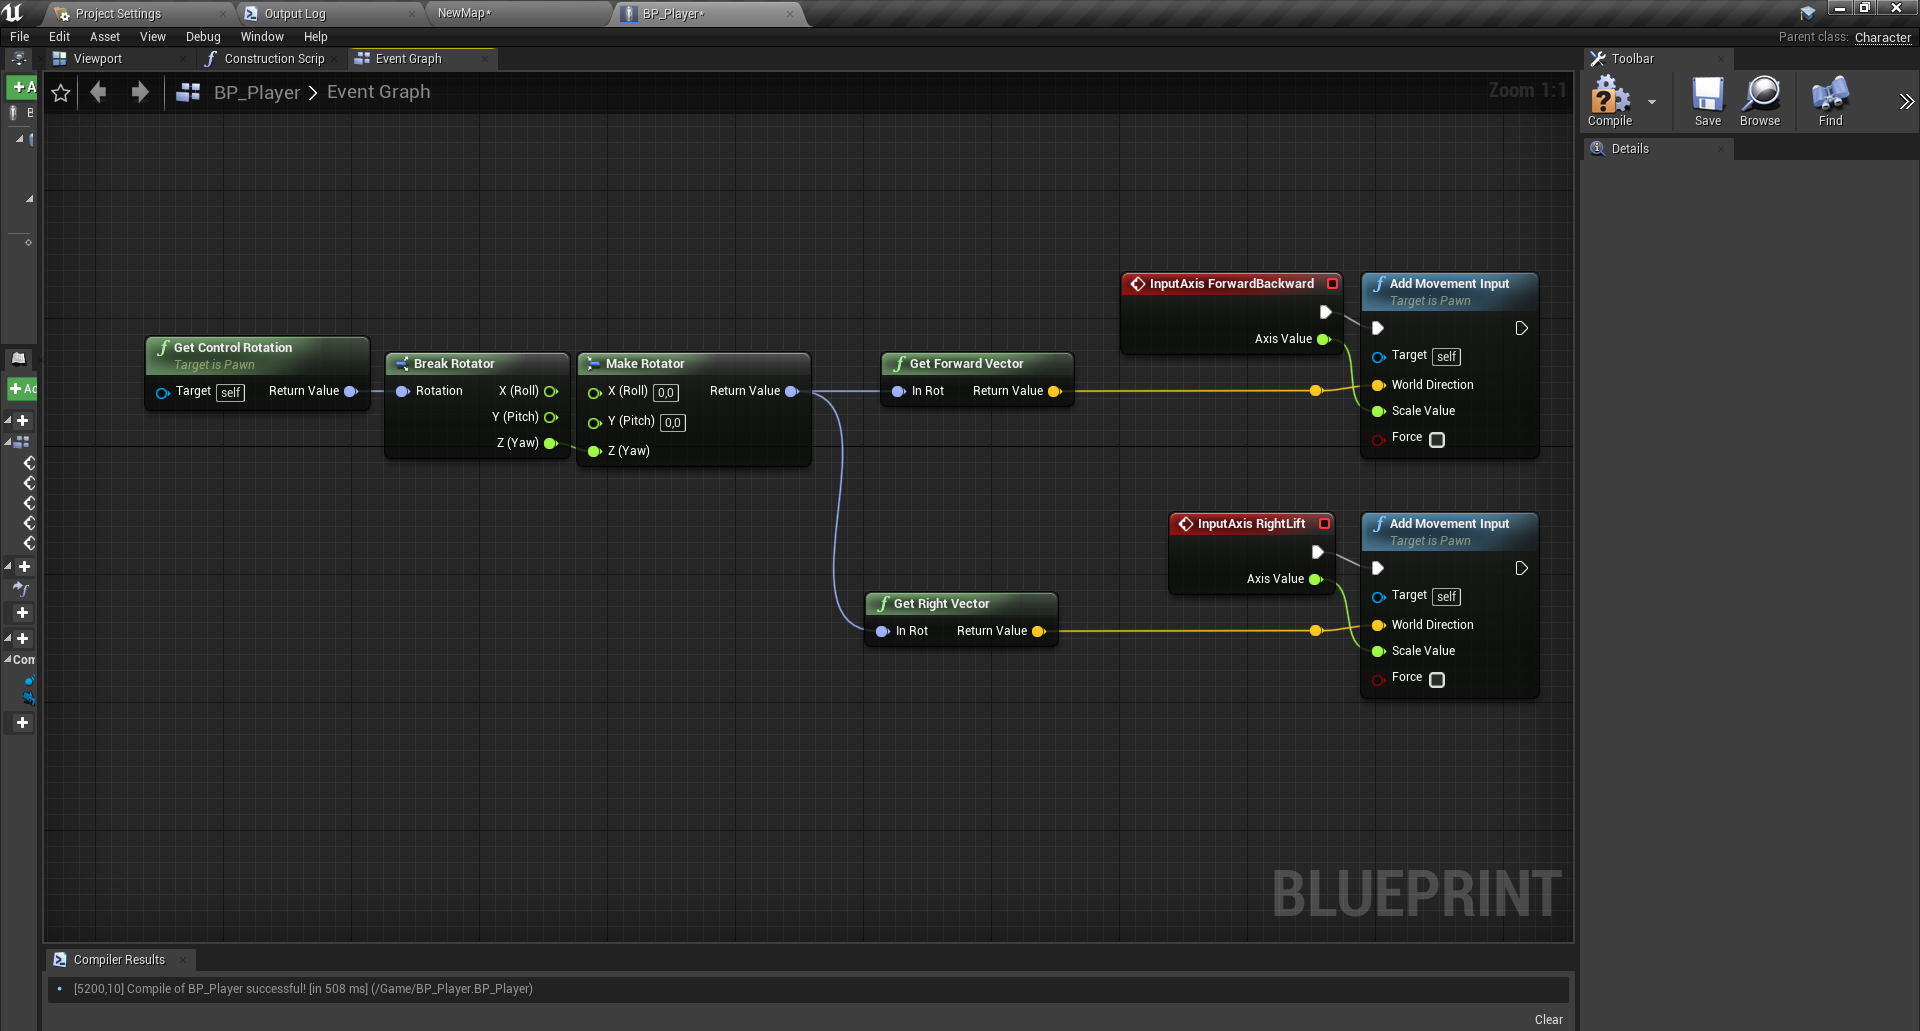 Project Settings
Output Log
NewMap*
BP_Player*
File Edit Asset View Debug Window Help
Parent class: Character
Viewport
Construction Scrip
Event Graph
Toolbar
BP_Player > Event Graph
Zoom 1:1
Compile
Save
Browse
Find
Details
InputAxis ForwardBackward
Axis Value
Add Movement Input
Target is Pawn
Target self
World Direction
Scale Value
Force
Get Control Rotation
Target is Pawn
Target self
Return Value
Break Rotator
Rotation
X (Roll)
Y (Pitch)
Z (Yaw)
Make Rotator
X (Roll) 0,0
Y (Pitch) 0,0
Z (Yaw)
Return Value
Get Forward Vector
In Rot
Return Value
InputAxis RightLift
Axis Value
Add Movement Input
Target is Pawn
Target self
World Direction
Scale Value
Force
Get Right Vector
In Rot
Return Value
BLUEPRINT
Compiler Results
[5200,10] Compile of BP_Player successful! [in 508 ms] (/Game/BP_Player.BP_Player)
Clear